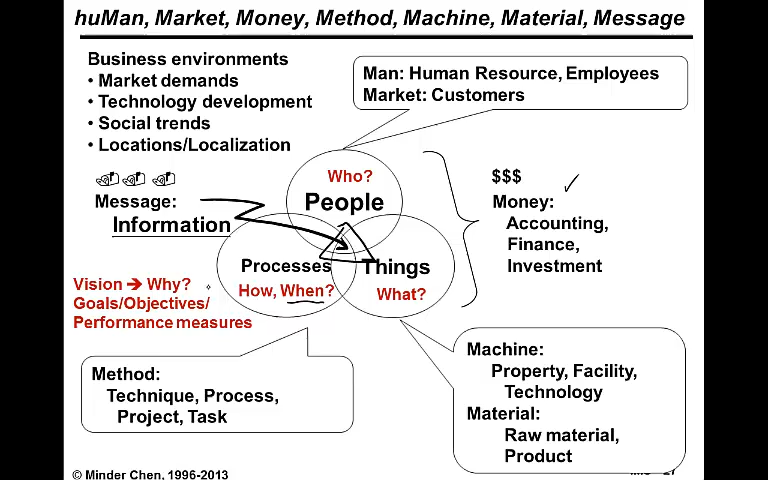 huMan, Market, Money, Method, Machine, Material, Message
Business environments
• Market demands
• Technology development
• Social trends
• Locations/Localization
Man: Human Resource, Employees
Market: Customers
Message:
Information
Who?
People
$$$
Money:
Accounting,
Finance,
Investment
Processes
How, When?
Things
What?
Vision ➔ Why?
Goals/Objectives/
Performance measures
Method:
Technique, Process,
Project, Task
Machine:
Property, Facility,
Technology
Material:
Raw material,
Product
© Minder Chen, 1996-2013